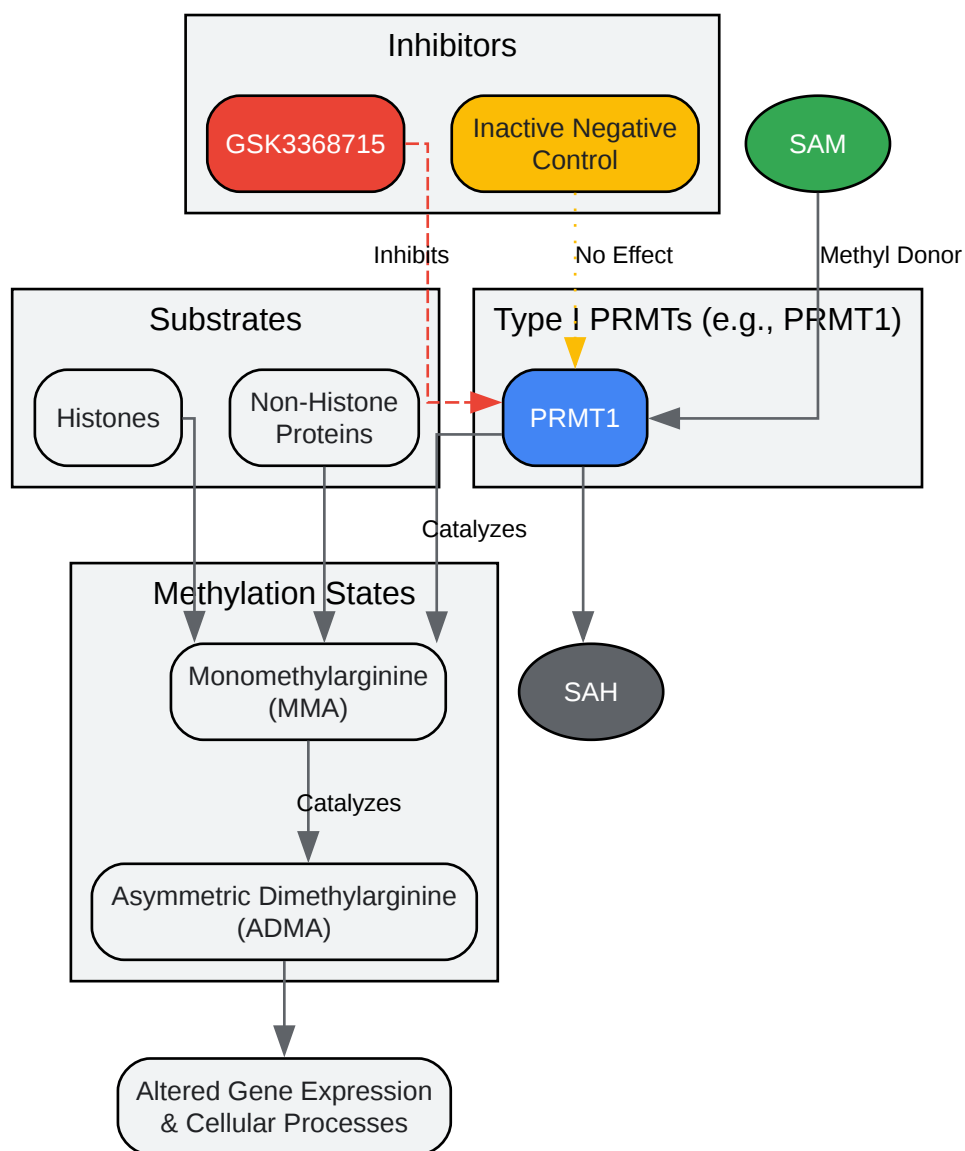 Inhibitors
GSK3368715
Inactive Negative
Control
SAM
Inhibits
No Effect
Methyl Donor
Substrates
Type I PRMTs (e.g., PRMT1)
Histones
Non-Histone
Proteins
PRMT1
Catalyzes
Methylation States
Monomethylarginine
(MMA)
SAH
Catalyzes
Asymmetric Dimethylarginine
(ADMA)
Altered Gene Expression
& Cellular Processes